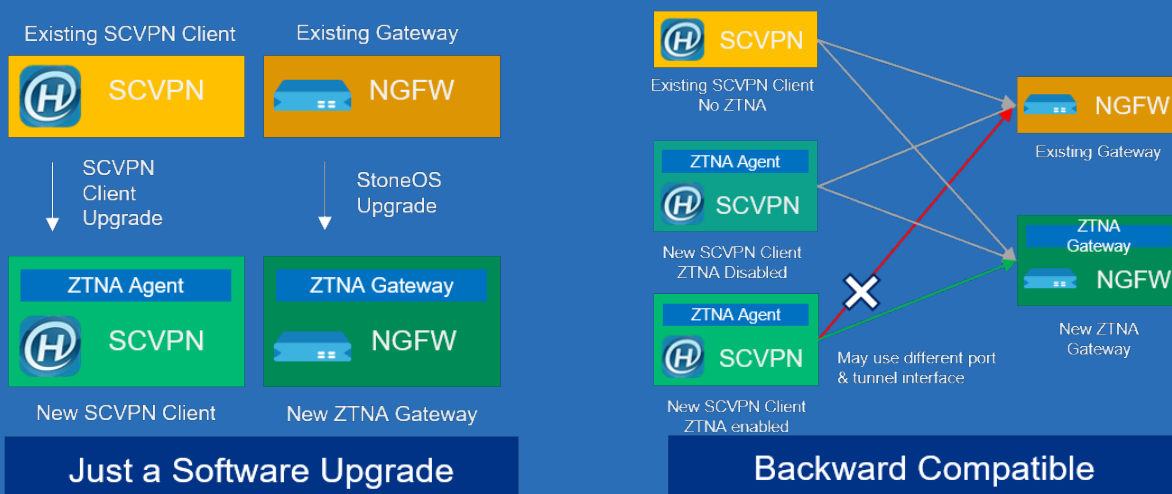 Existing SCVPN Client
Existing Gateway
SCVPN
NGFW
SCVPN
Client
Upgrade
StoneOS
Upgrade
ZTNA Agent
SCVPN
ZTNA Gateway
NGFW
New SCVPN Client
New ZTNA Gateway
Just a Software Upgrade
SCVPN
Existing SCVPN Client
No ZTNA
ZTNA Agent
SCVPN
New SCVPN Client
ZTNA Disabled
ZTNA Agent
SCVPN
New SCVPN Client
ZTNA enabled
NGFW
Existing Gateway
ZTNA
Gateway
NGFW
New ZTNA
Gateway
May use different port
& tunnel interface
Backward Compatible